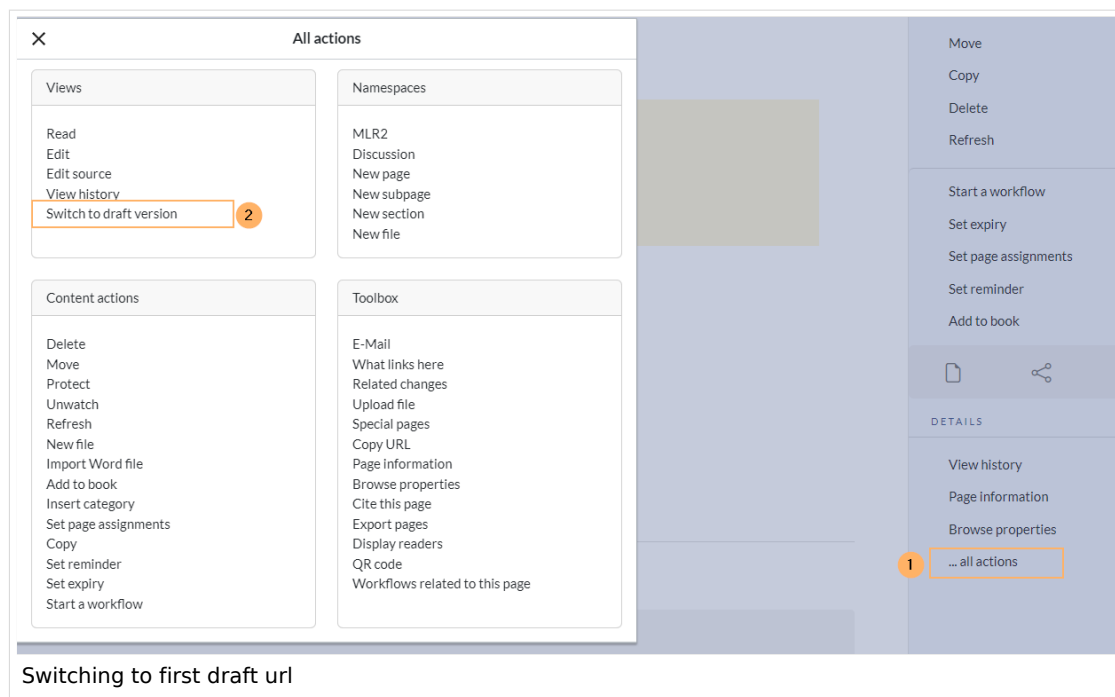 All actions
Views
Read
Edit
Edit source
View history
Switch to draft version
2
Namespaces
MLR2
Discussion
New page
New subpage
New section
New file
Content actions
Delete
Move
Protect
Unwatch
Refresh
New file
Import Word file
Add to book
Insert category
Set page assignments
Copy
Set reminder
Set expiry
Start a workflow
Toolbox
E-Mail
What links here
Related changes
Upload file
Special pages
Copy URL
Page information
Browse properties
Cite this page
Export pages
Display readers
QR code
Workflows related to this page
Move
Copy
Delete
Refresh
Start a workflow
Set expiry
Set page assignments
Set reminder
Add to book
DETAILS
View history
Page information
Browse properties
1 ... all actions
Switching to first draft url